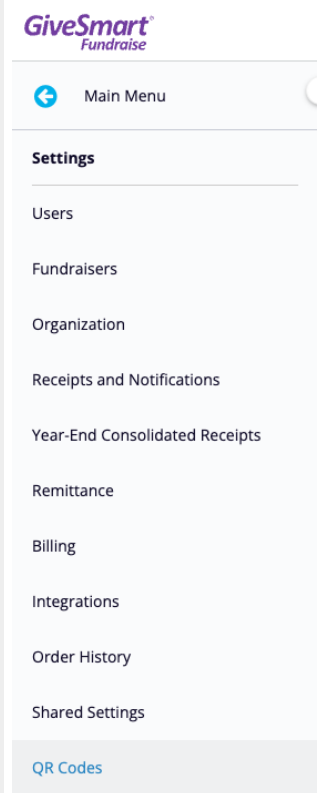 GiveSmart®
Fundraise
Main Menu
Settings
Users
Fundraisers
Organization
Receipts and Notifications
Year-End Consolidated Receipts
Remittance
Billing
Integrations
Order History
Shared Settings
QR Codes